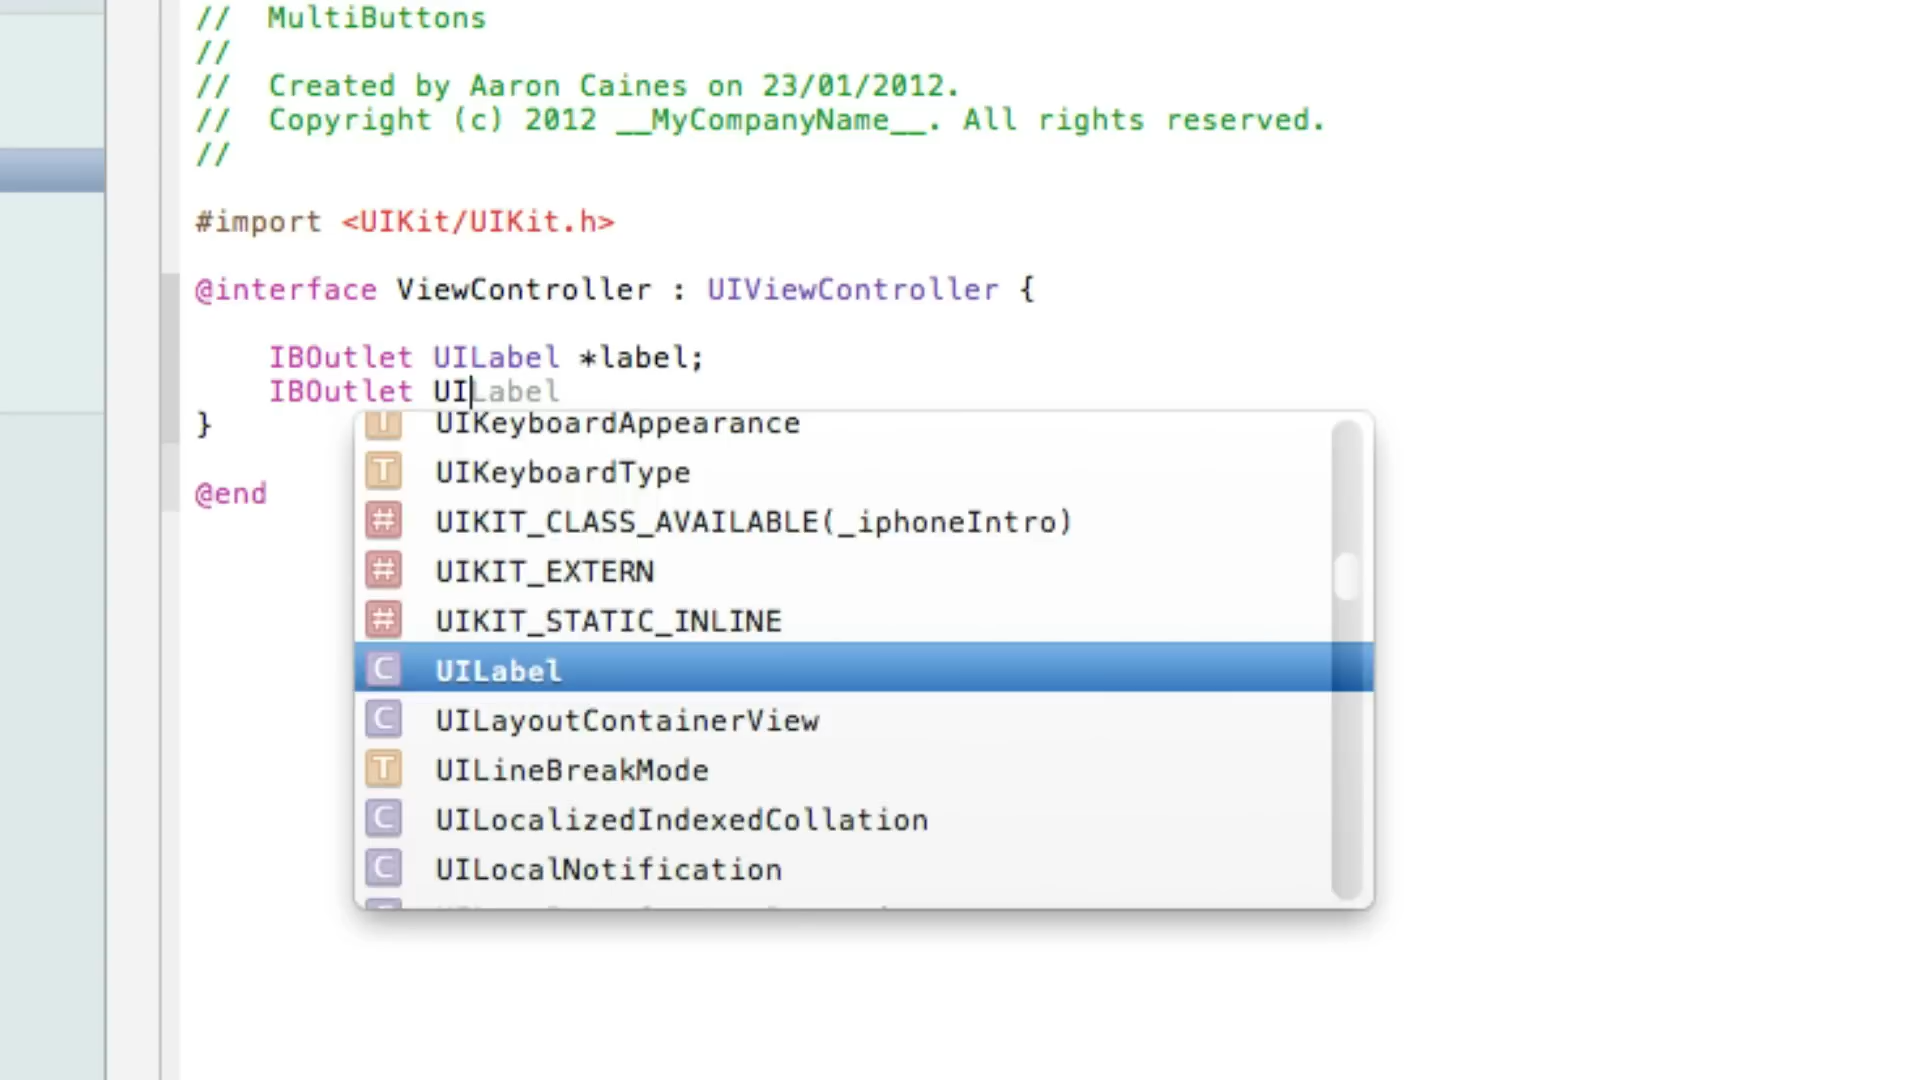 // MultiButtons
//
// Created by Aaron Caines on 23/01/2012.
// Copyright (c) 2012 __MyCompanyName__. All rights reserved.
//
#import <UIKit/UIKit.h>
@interface ViewController : UIViewController {
IBOutlet UILabel *label;
IBOutlet UILabel
}
@end
T UIKeyboardAppearance
T UIKeyboardType
# UIKIT_CLASS_AVAILABLE(_iphoneIntro)
# UIKIT_EXTERN
# UIKIT_STATIC_INLINE
C UILabel
C UILayoutContainerView
T UILineBreakMode
C UILocalizedIndexedCollation
C UILocalNotification